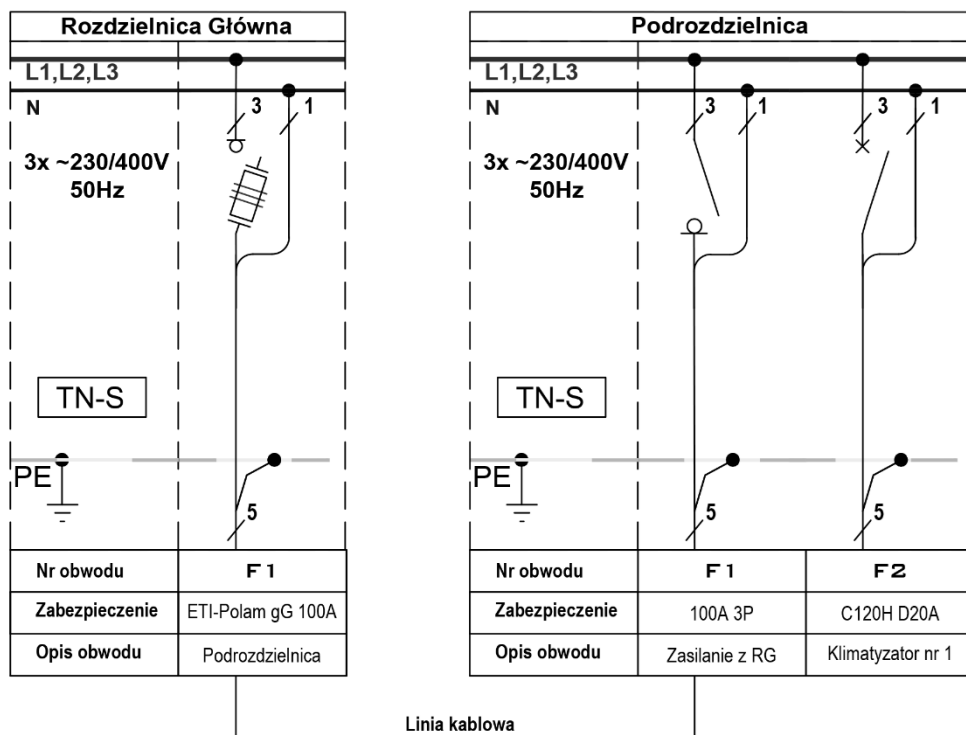 Rozdzielnica Główna
L1,L2,L3
N
3
1
3x ~230/400V
50Hz
TN-S
PE
5
Nr obwodu F1
Zabezpieczenie ETI-Polam gG 100A
Opis obwodu Podrozdzielnica
Podrozdzielnica
L1,L2,L3
N
3
1
3
1
3x ~230/400V
50Hz
TN-S
PE
5
5
Nr obwodu F1 F2
Zabezpieczenie 100A 3P C120H D20A
Opis obwodu Zasilanie z RG Klimatyzator nr 1
Linia kablowa